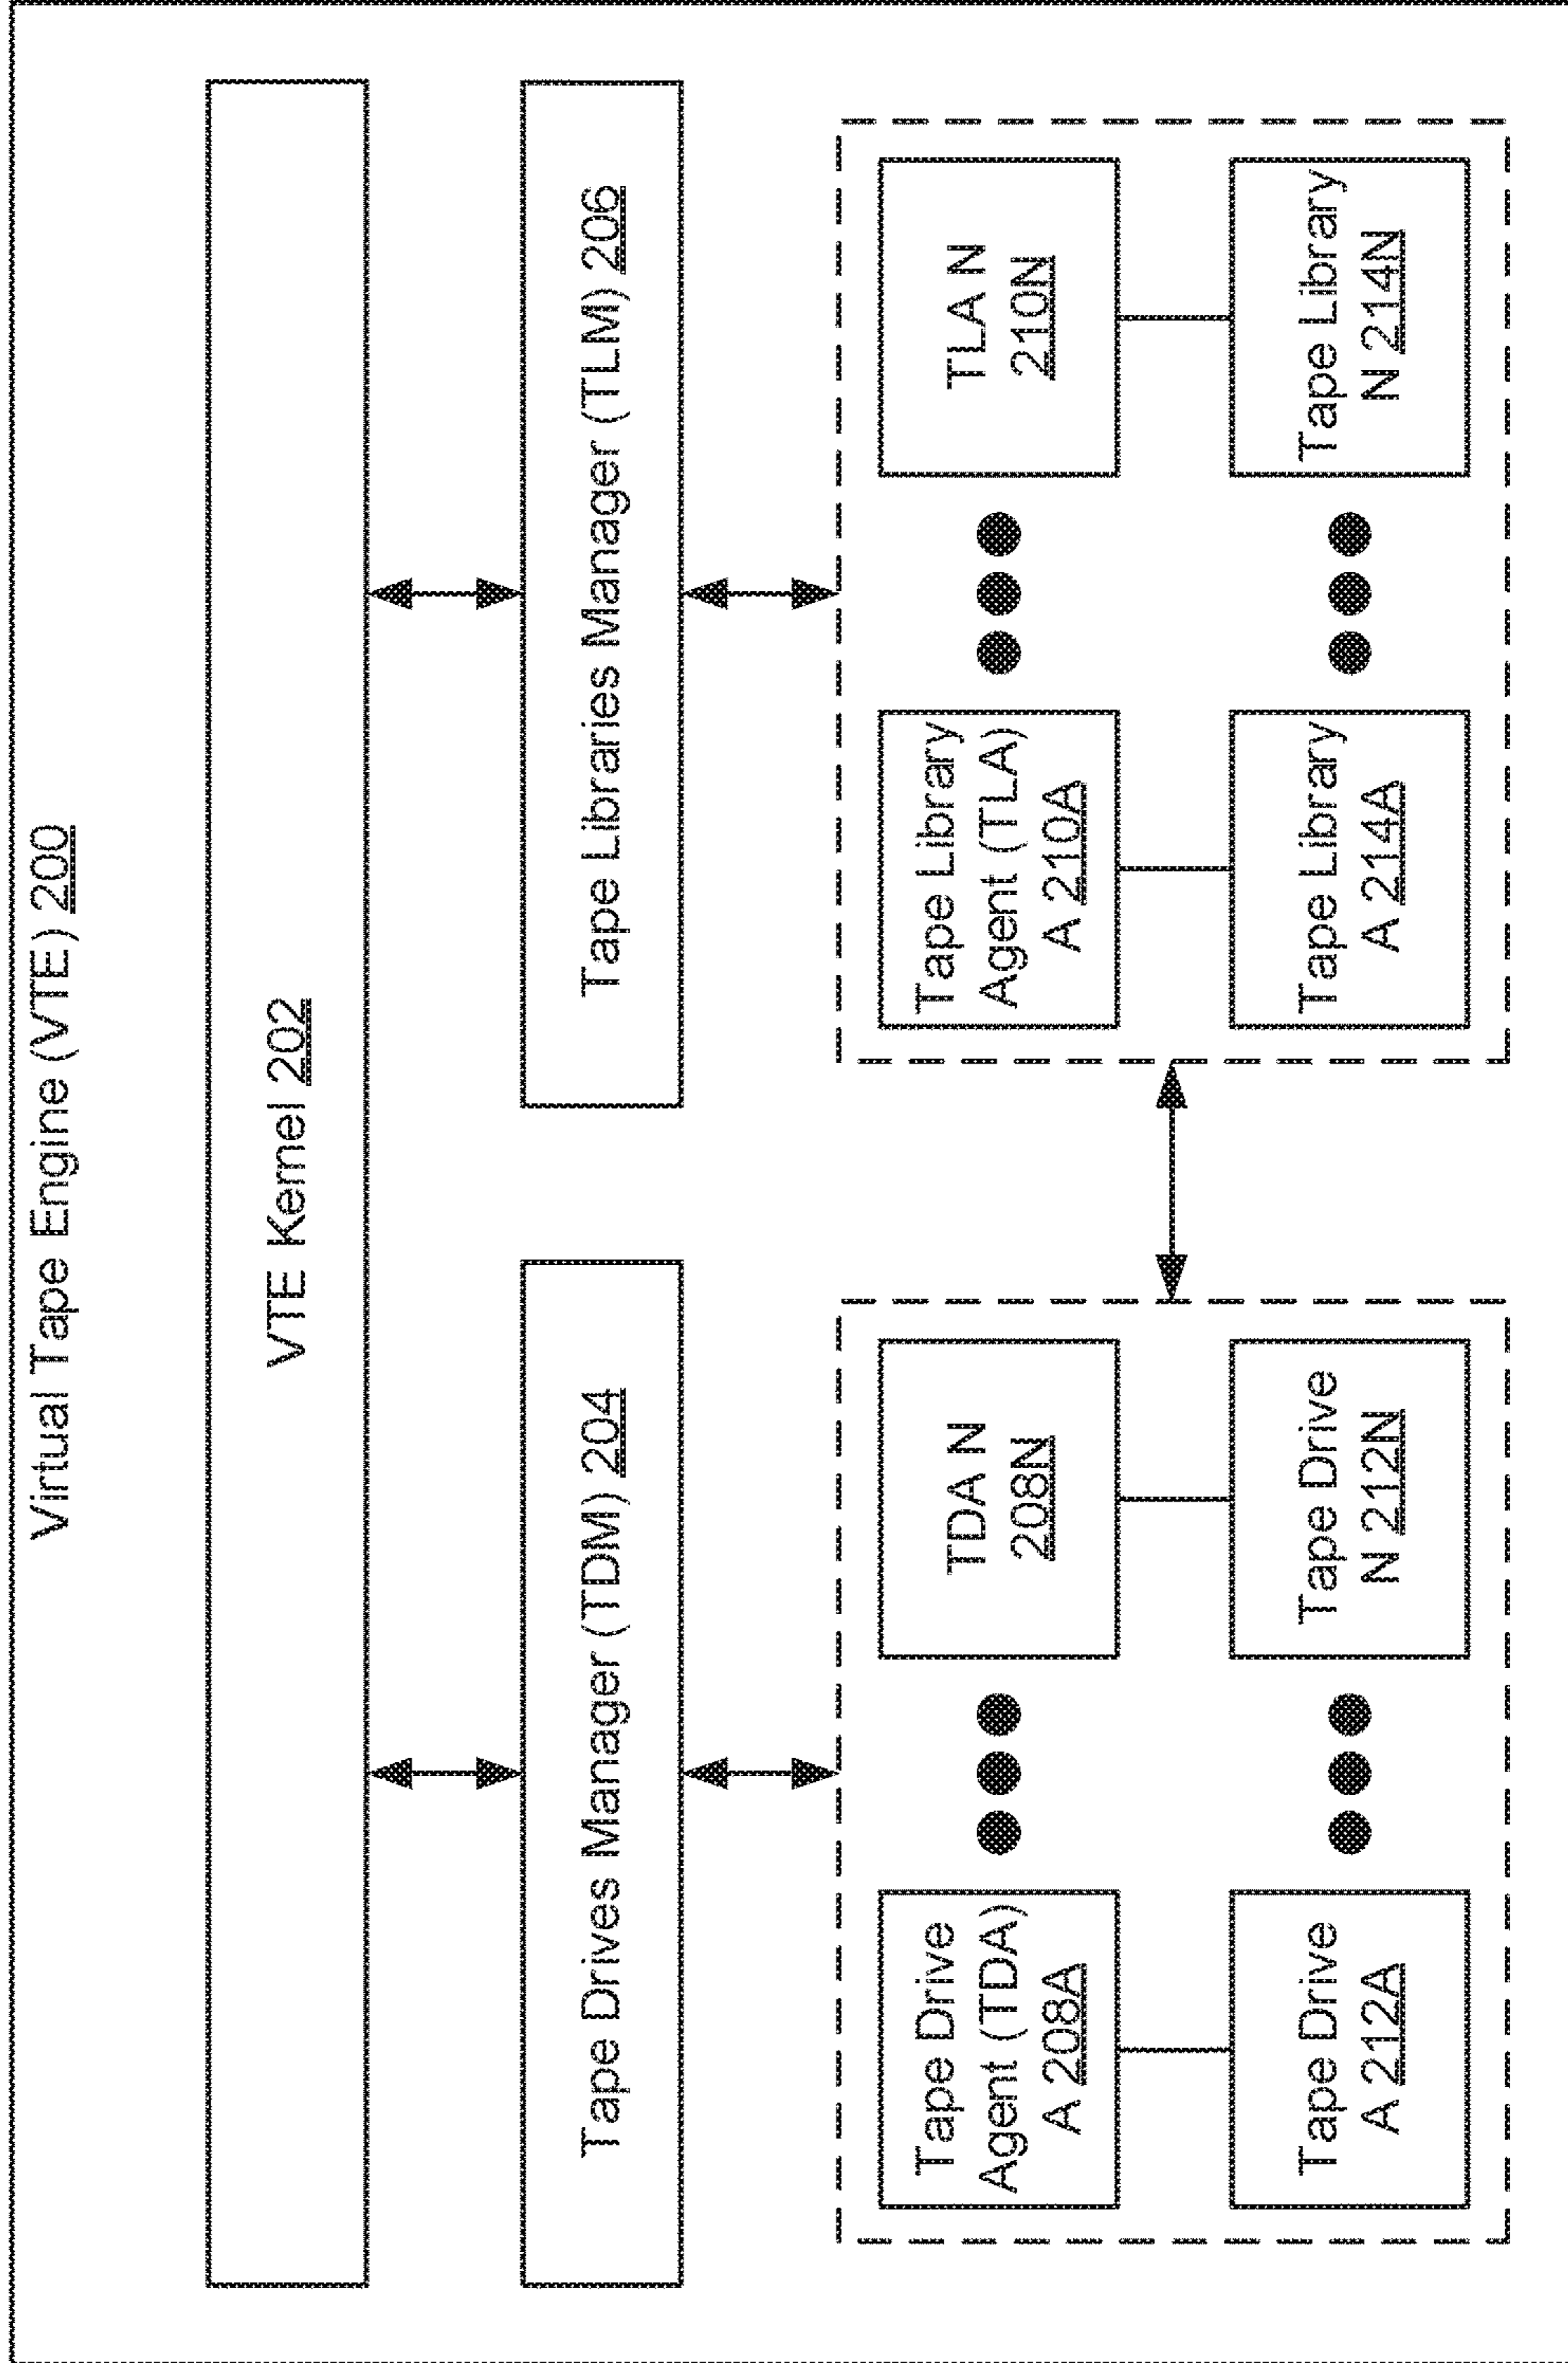 Virtual Tape Engine (VTE) 200
VTE Kernel 202
Tape Drives Manager (TDM) 204
Tape Libraries Manager (TLM) 206
Tape Drive
Agent (TDA)
A 208A
TDA N
208N
Tape Drive
A 212A
Tape Drive
N 212N
Tape Library
Agent (TLA)
A 210A
TLA N
210N
Tape Library
A 214A
Tape Library
N 214N